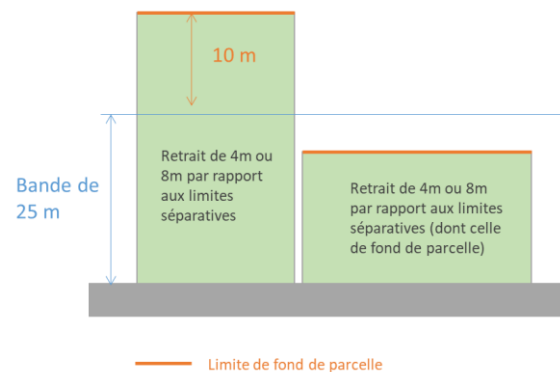 10 m
Retrait de 4m ou
8m par rapport
aux limites
séparatives
Bande de
25 m
Retrait de 4m ou 8m
par rapport aux limites
séparatives (dont celle
de fond de parcelle)
Limite de fond de parcelle